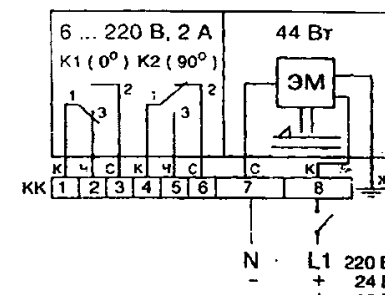 6 ... 220 В, 2 А
44 Вт
К1 ( 0° ) К2 ( 90° )
ЭМ
1 2 3
1 2 3
К Ч С К Ч С С К
КК 1 2 3 4 5 6 7 8
N L1 220 В
- + 24 В